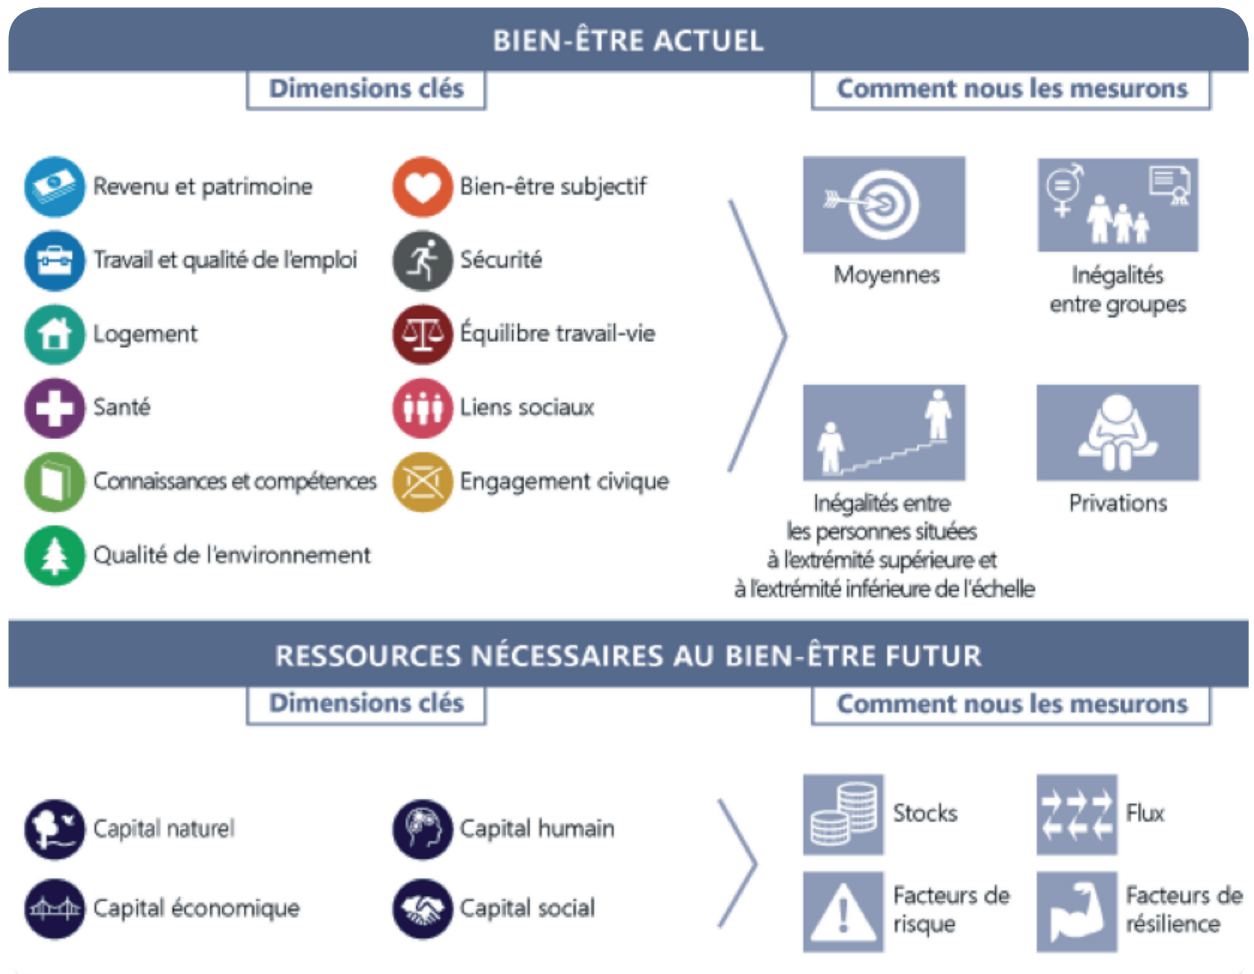 BIEN-ÊTRE ACTUEL
Dimensions clés
Comment nous les mesurons
Revenu et patrimoine
Bien-être subjectif
Travail et qualité de l'emploi
Sécurité
Logement
Équilibre travail-vie
Santé
Liens sociaux
Connaissances et compétences
Engagement civique
Qualité de l'environnement
Moyennes
Inégalités
entre groupes
Inégalités entre
les personnes situées
à l'extrémité supérieure et
à l'extrémité inférieure de l'échelle
Privations
RESSOURCES NÉCESSAIRES AU BIEN-ÊTRE FUTUR
Dimensions clés
Comment nous les mesurons
Capital naturel
Capital humain
Capital économique
Capital social
Stocks
Flux
Facteurs de
risque
Facteurs de
résilience